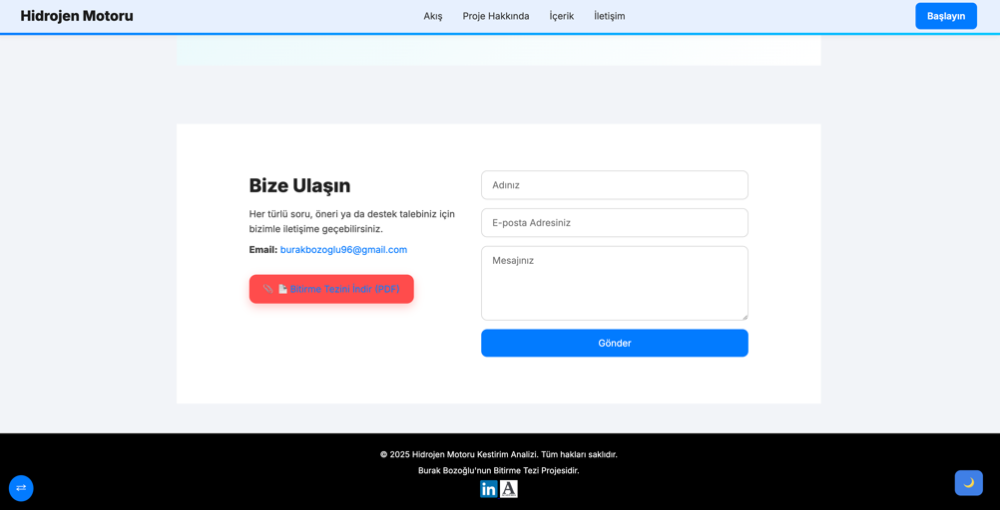 Hidrojen Motoru
Akış
Proje Hakkında
İçerik
İletişim
Başlayın
Bize Ulaşın
Her türlü soru, öneri ya da destek talebiniz için
bizimle iletişime geçebilirsiniz.
Email: burakbozoglu96@gmail.com
Bitirme Tezini İndir (PDF)
Adınız
E-posta Adresiniz
Mesajınız
Gönder
© 2025 Hidrojen Motoru Kestirim Analizi. Tüm hakları saklıdır.
Burak Bozoğlu'nun Bitirme Tezi Projesidir.
in
A